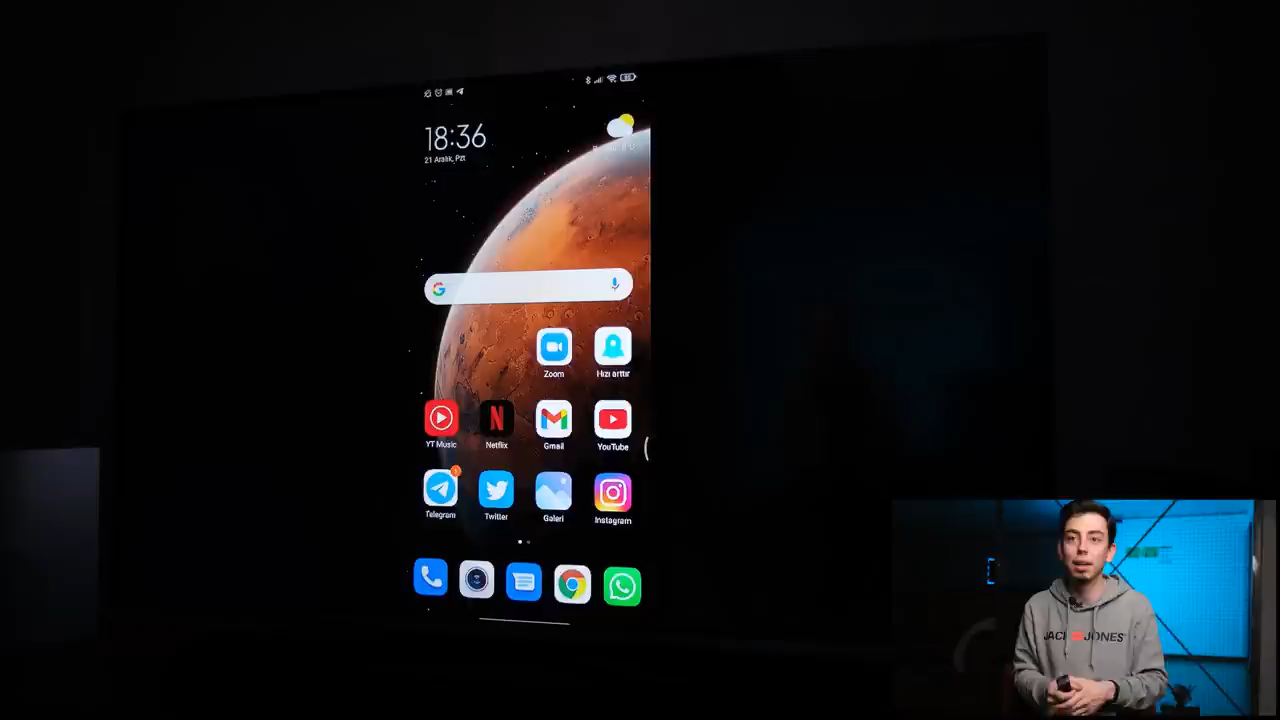 18:36
21 Aralık, Pzt
Zoom
Hızı arttır
YT Music
Netflix
Gmail
YouTube
Telegram
Twitter
Galeri
Instagram
JACK JONES